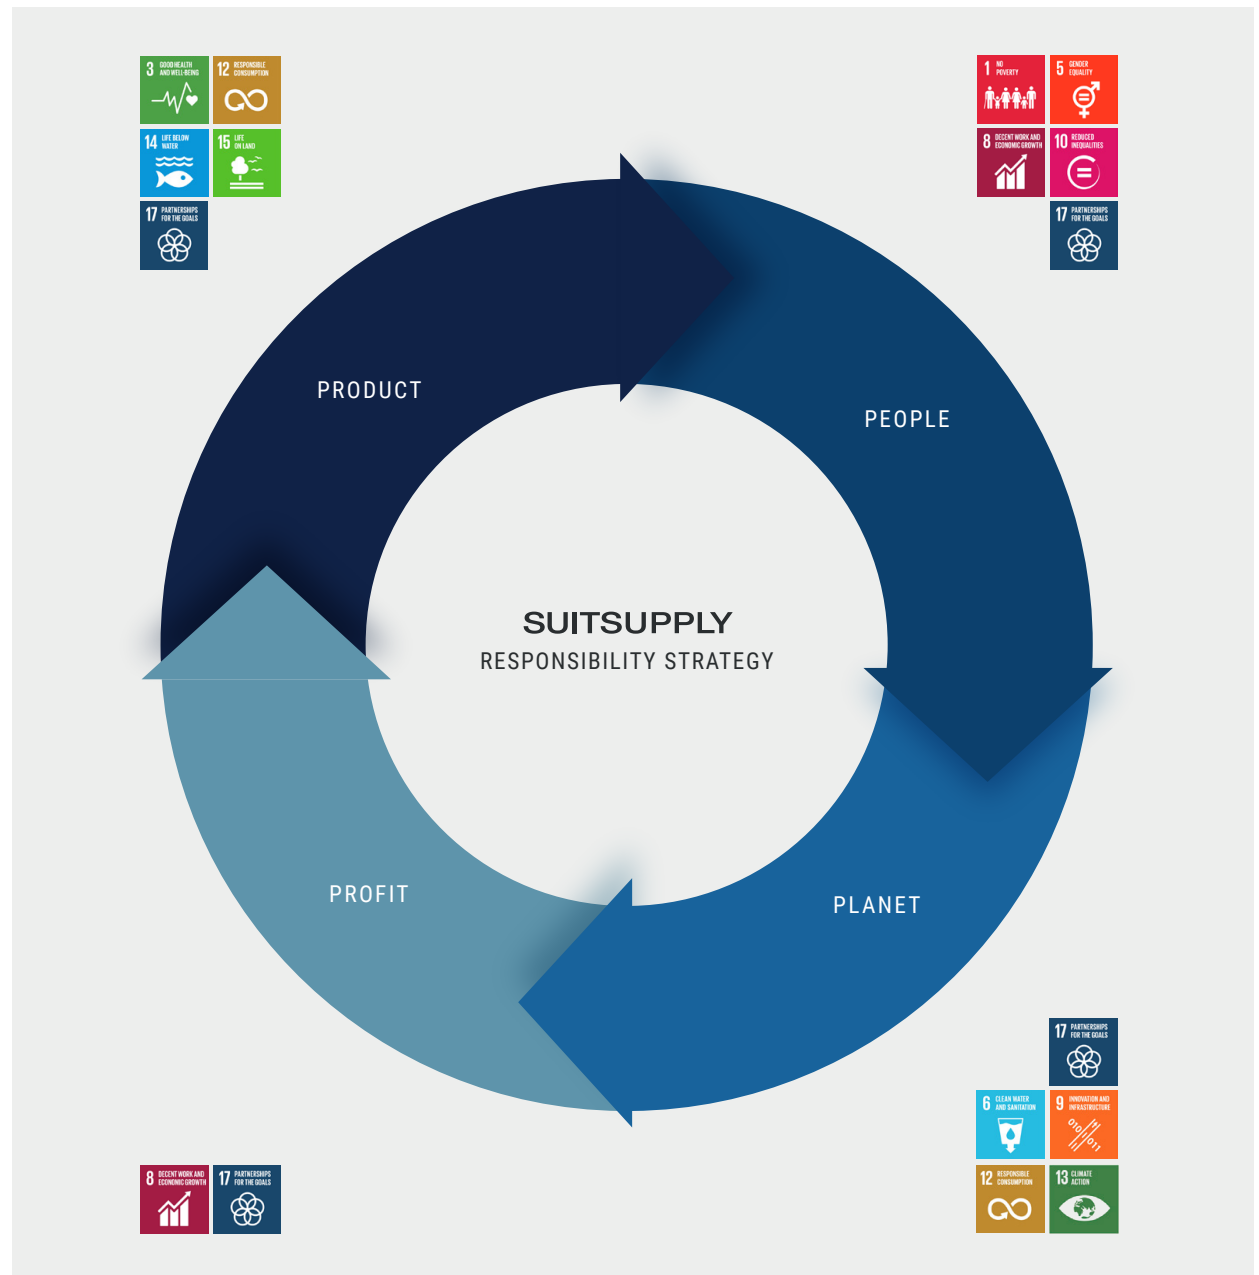 3 GOOD HEALTH
AND WELL-BEING
12 RESPONSIBLE
CONSUMPTION
14 LIFE BELOW
WATER
15 LIFE
ON LAND
17 PARTNERSHIPS
FOR THE GOALS
1 NO
POVERTY
5 GENDER
EQUALITY
8 DECENT WORK AND
ECONOMIC GROWTH
10 REDUCED
INEQUALITIES
17 PARTNERSHIPS
FOR THE GOALS
PRODUCT
PEOPLE
SUITSUPPLY
RESPONSIBILITY STRATEGY
PROFIT
PLANET
8 DECENT WORK AND
ECONOMIC GROWTH
17 PARTNERSHIPS
FOR THE GOALS
17 PARTNERSHIPS
FOR THE GOALS
6 CLEAN WATER
AND SANITATION
9 INNOVATION AND
INFRASTRUCTURE
010
011
12 RESPONSIBLE
CONSUMPTION
13 CLIMATE
ACTION